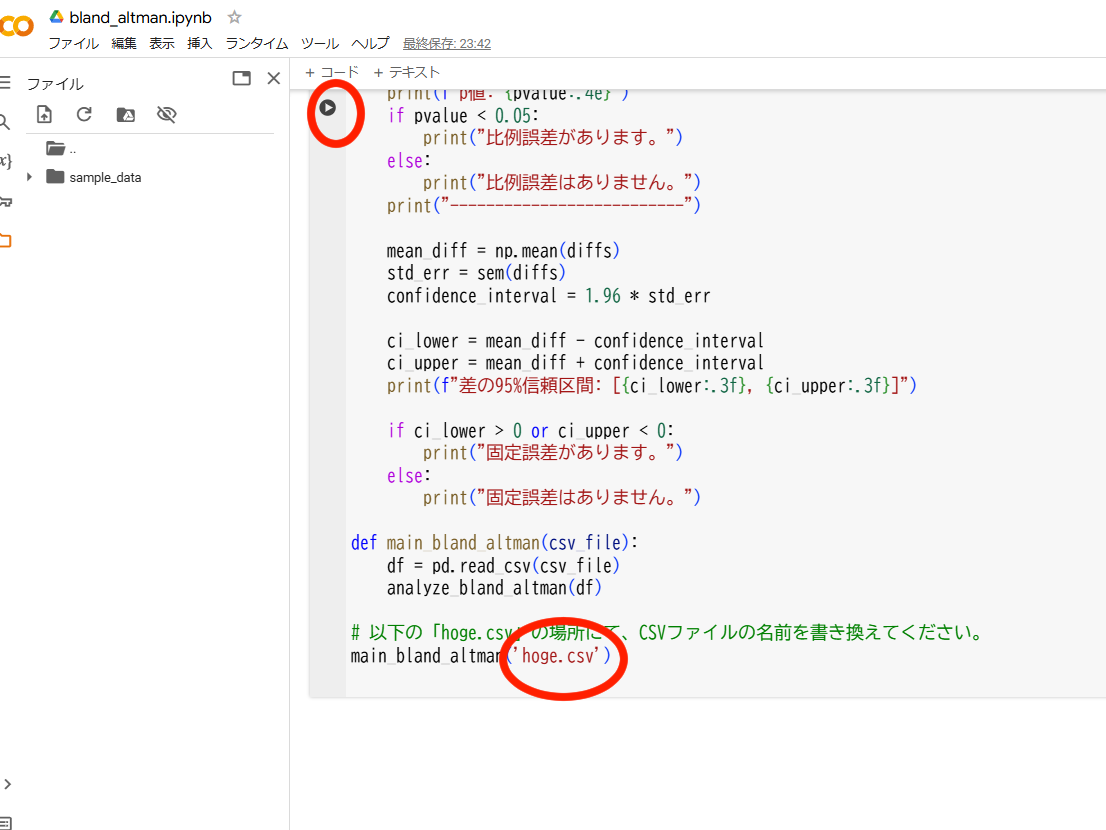 bland_altman.ipynb
ファイル 編集 表示 挿入 ランタイム ツール ヘルプ 最終保存: 23:42
ファイル
+ コード + テキスト
..
sample_data
print(f"p値: {pvalue:.4e}")
if pvalue < 0.05:
print("比例誤差があります。")
else:
print("比例誤差はありません。")
print("--------------------------")
mean_diff = np.mean(diffs)
std_err = sem(diffs)
confidence_interval = 1.96 * std_err
ci_lower = mean_diff - confidence_interval
ci_upper = mean_diff + confidence_interval
print(f"差の95%信頼区間: [{ci_lower:.3f}, {ci_upper:.3f}]")
if ci_lower > 0 or ci_upper < 0:
print("固定誤差があります。")
else:
print("固定誤差はありません。")
def main_bland_altman(csv_file):
df = pd.read_csv(csv_file)
analyze_bland_altman(df)
# 以下の「hoge.csv」の場所にて、CSVファイルの名前を書き換えてください。
main_bland_altman('hoge.csv')